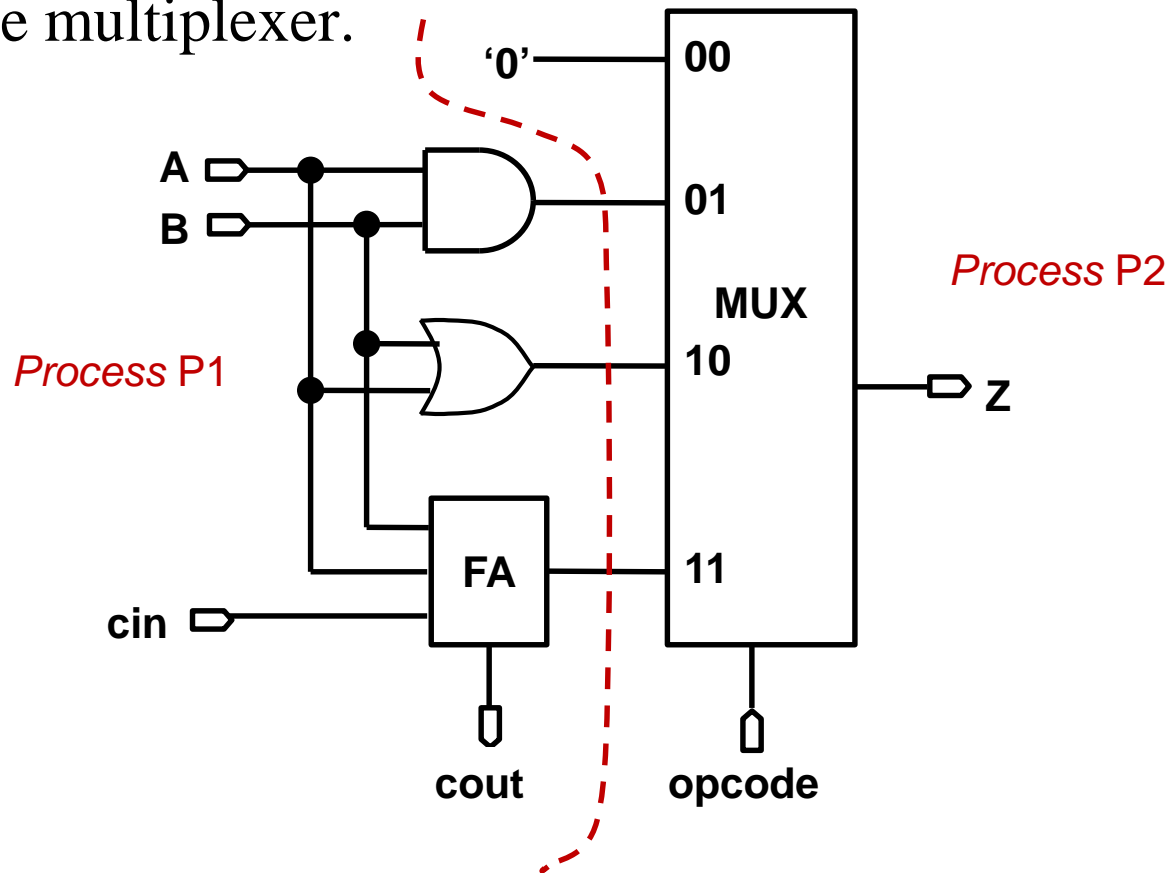 e multiplexer.
‘0’
00
A
01
B
Process P2
MUX
10
Process P1
Z
FA
11
cin
cout
opcode